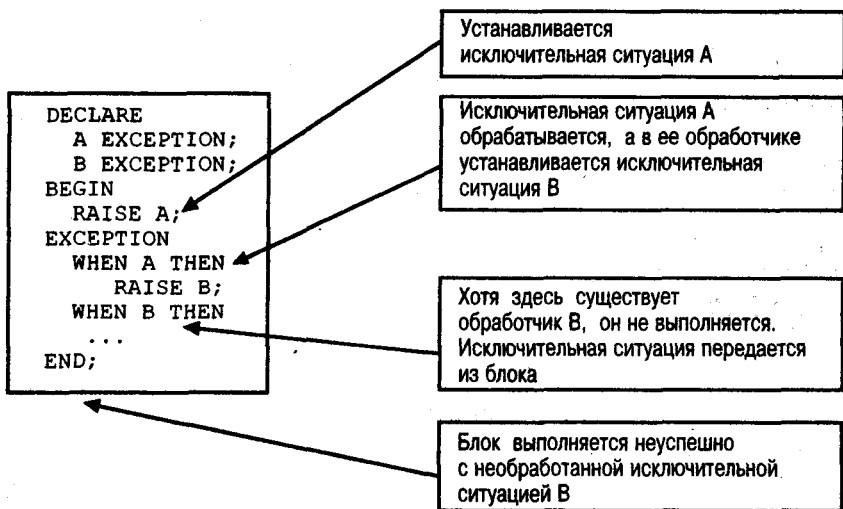 DECLARE
A EXCEPTION;
B EXCEPTION;
BEGIN
RAISE A;
EXCEPTION
WHEN A THEN
RAISE B;
WHEN B THEN
...
END;
Устанавливается
исключительная ситуация А
Исключительная ситуация А
обрабатывается, а в ее обработчике
устанавливается исключительная
ситуация В
Хотя здесь существует
обработчик В, он не выполняется.
Исключительная ситуация передается
из блока
Блок выполняется неуспешно
с необработанной исключительной
ситуацией В